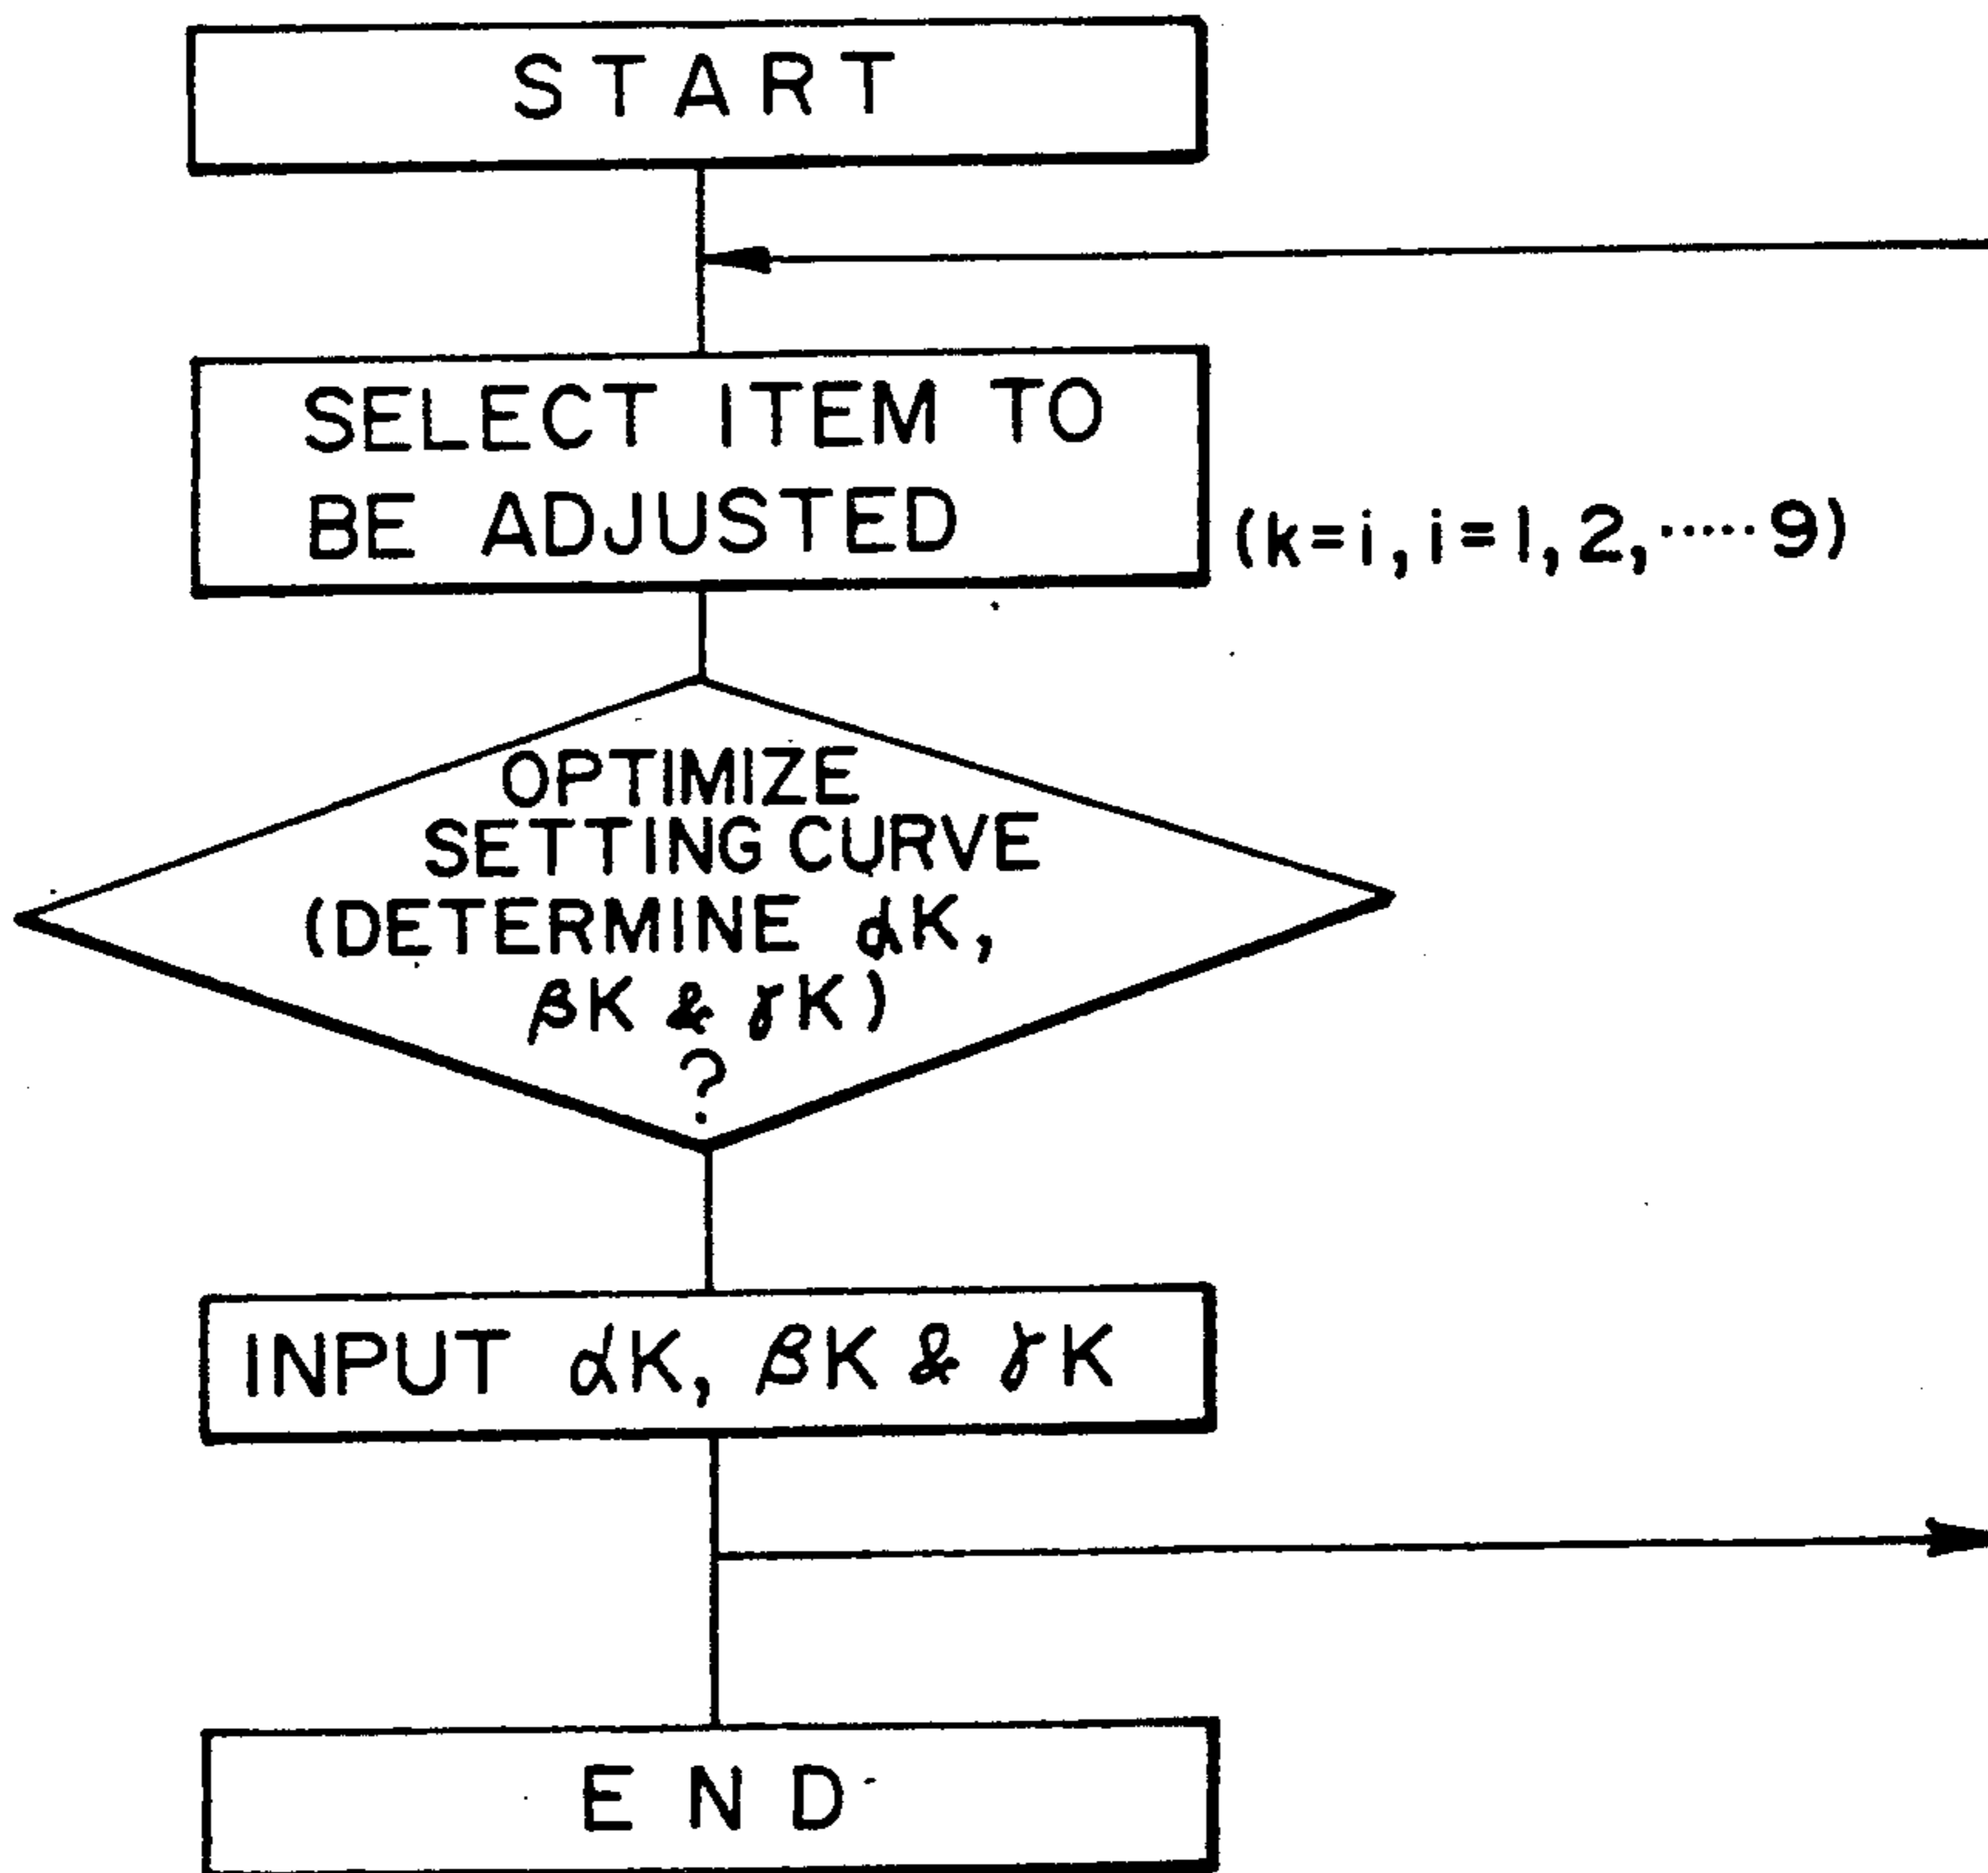 START
SELECT ITEM TO
BE ADJUSTED
(k=i, i=1, 2, ····· 9)
OPTIMIZE
SETTING CURVE
(DETERMINE αK,
βK & γK)
?
INPUT αK, βK & γK
END